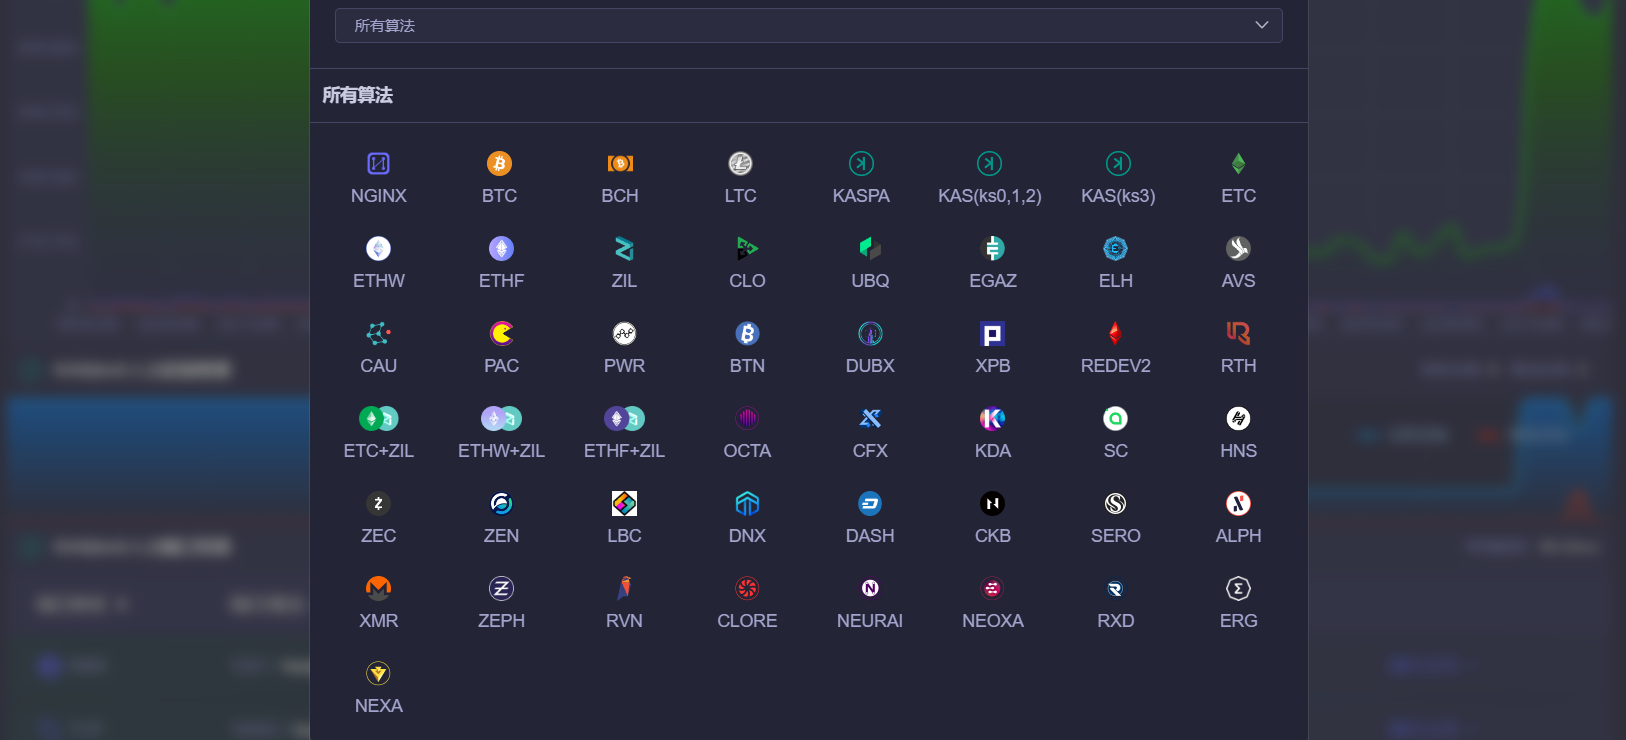 所有算法
所有算法
NGINX BTC BCH LTC KASPA KAS(ks0,1,2) KAS(ks3) ETC
ETHW ETHF ZIL CLO UBQ EGAZ ELH AVS
CAU PAC PWR BTN DUBX XPB REDEV2 RTH
ETC+ZIL ETHW+ZIL ETHF+ZIL OCTA CFX KDA SC HNS
ZEC ZEN LBC DNX DASH CKB SERO ALPH
XMR ZEPH RVN CLORE NEURAI NEOXA RXD ERG
NEXA